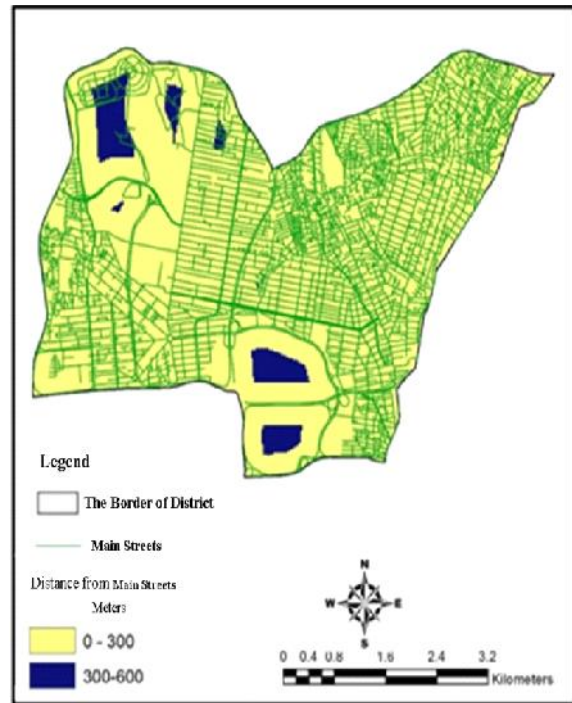 Legend
The Border of District
Main Streets
Distance from Main Streets
Meters
0 - 300
300-600
N
W E
S
0 0.4 0.8 1.6 2.4 3.2
Kilometers